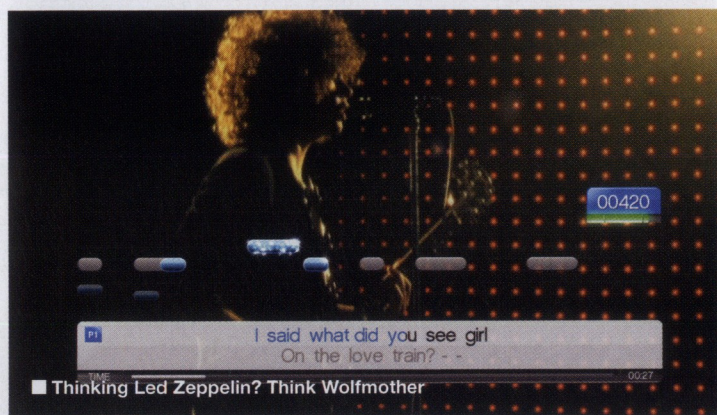 00420
P1
I said what did you see girl
On the love train? - -
TIME
00:27
■ Thinking Led Zeppelin? Think Wolfmother